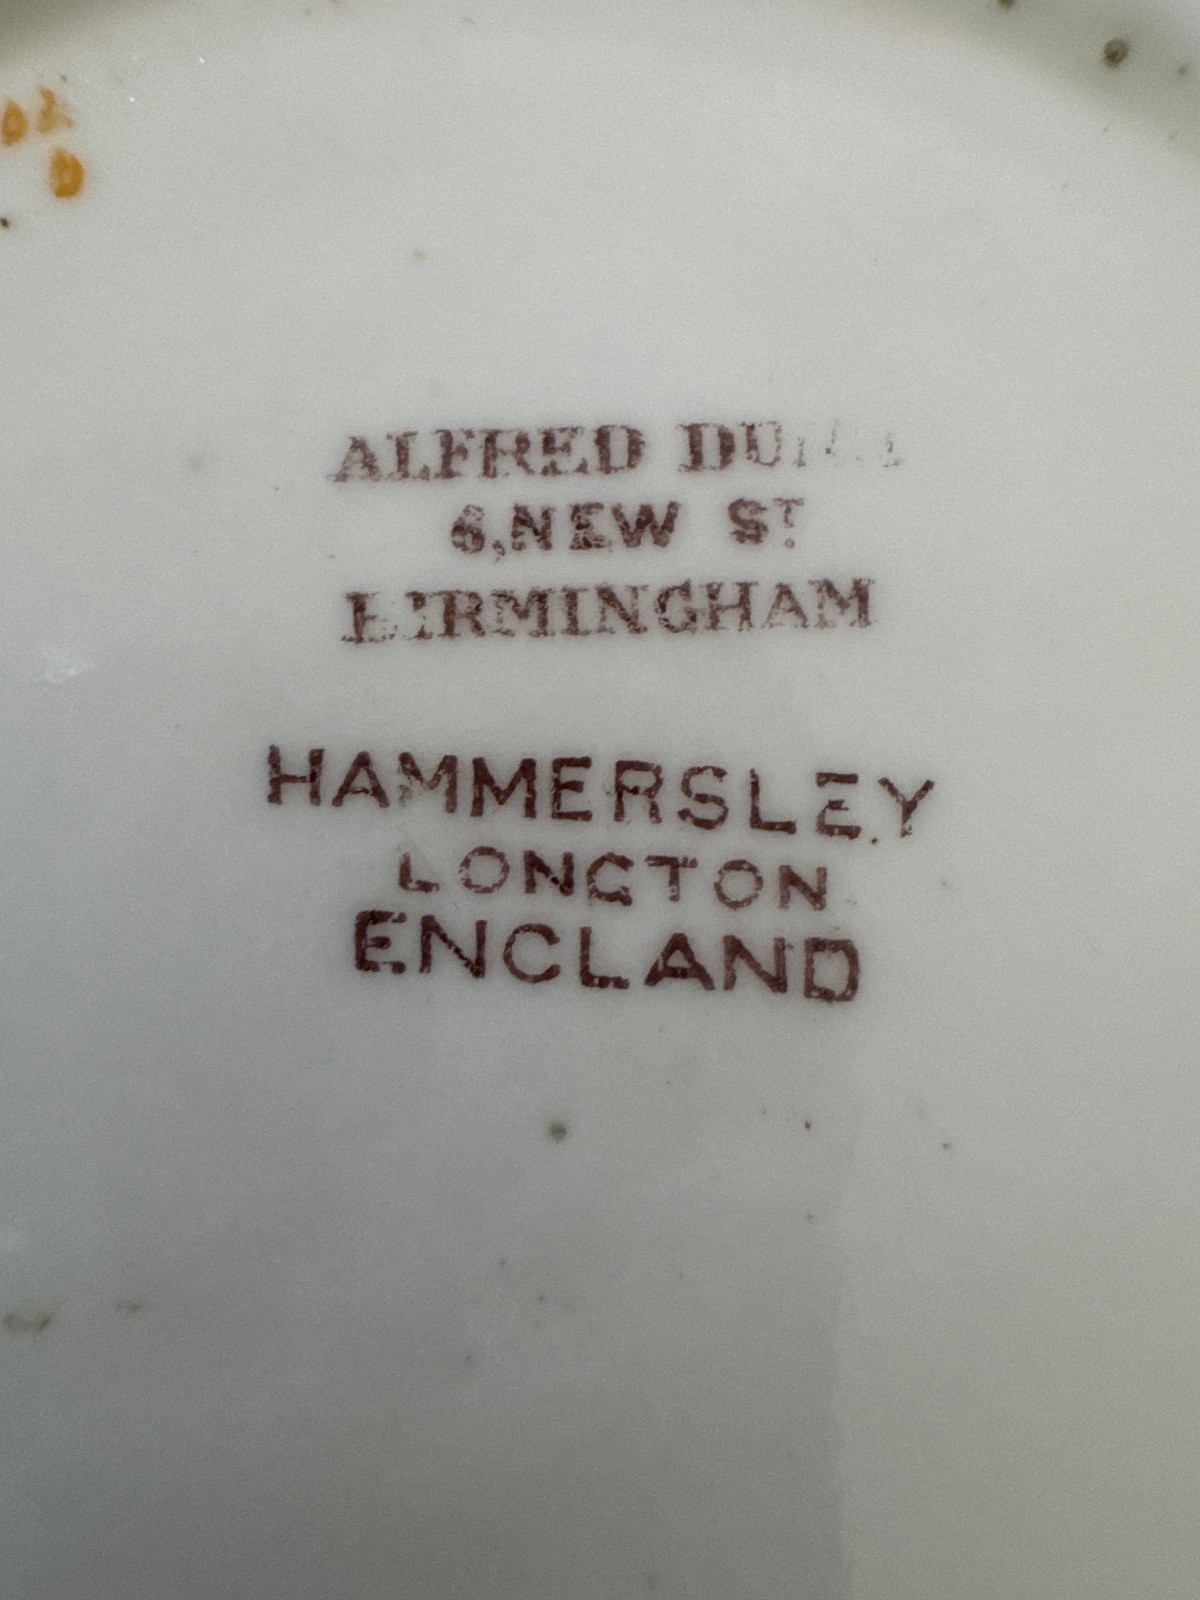 ALFRED
6, NEW ST
BIRMINGHAM
HAMMERSLEY
LONGTON
ENGLAND